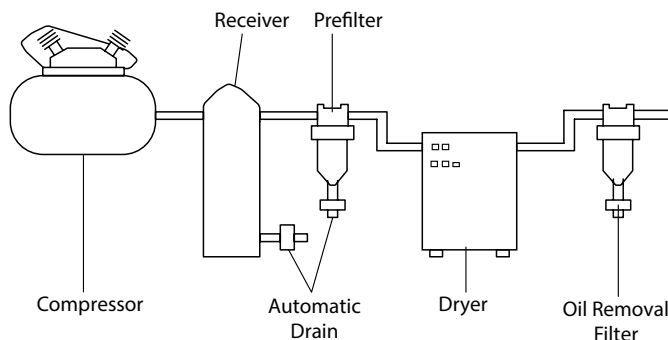 Receiver
Prefilter
Compressor
Automatic
Drain
Dryer
Oil Removal
Filter